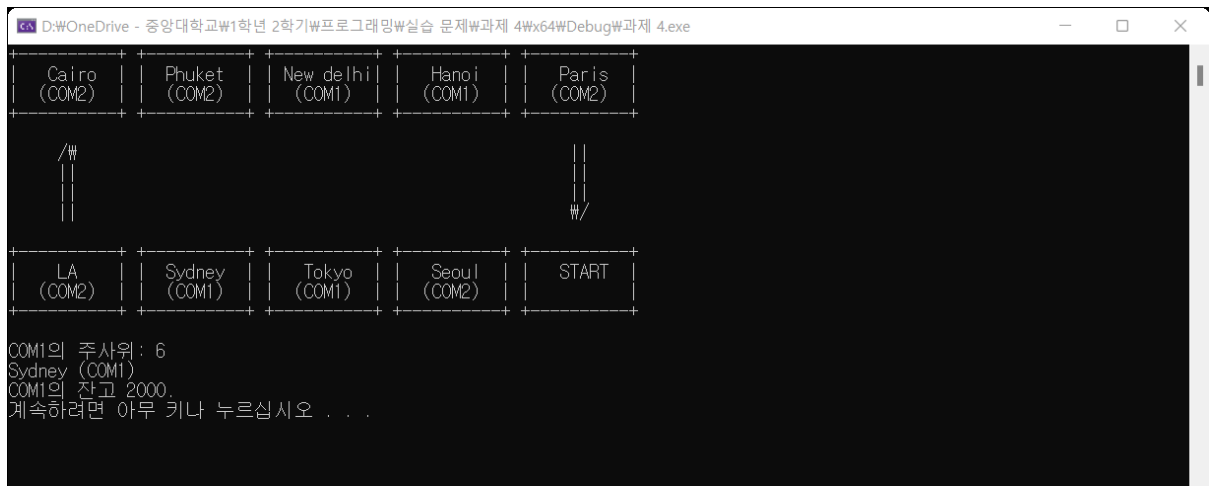 D:₩OneDrive - 중앙대학교₩1학년 2학기₩프로그래밍₩실습 문제₩과제 4₩x64₩Debug₩과제 4.exe
+----------+ +----------+ +----------+ +----------+ +----------+
|   Cairo  | |  Phuket  | | New delhi| |   Hanoi  | |   Paris  |
|  (COM2)  | |  (COM2)  | |  (COM1)  | |  (COM1)  | |  (COM2)  |
+----------+ +----------+ +----------+ +----------+ +----------+
     /₩                                                 ||
     ||                                                 ||
     ||                                                 ||
     ||                                                 ₩/
+----------+ +----------+ +----------+ +----------+ +----------+
|    LA    | |  Sydney  | |   Tokyo  | |   Seoul  | |   START  |
|  (COM2)  | |  (COM1)  | |  (COM1)  | |  (COM2)  | |          |
+----------+ +----------+ +----------+ +----------+ +----------+
COM1의 주사위: 6
Sydney (COM1)
COM1의 잔고 2000.
계속하려면 아무 키나 누르십시오 . . .